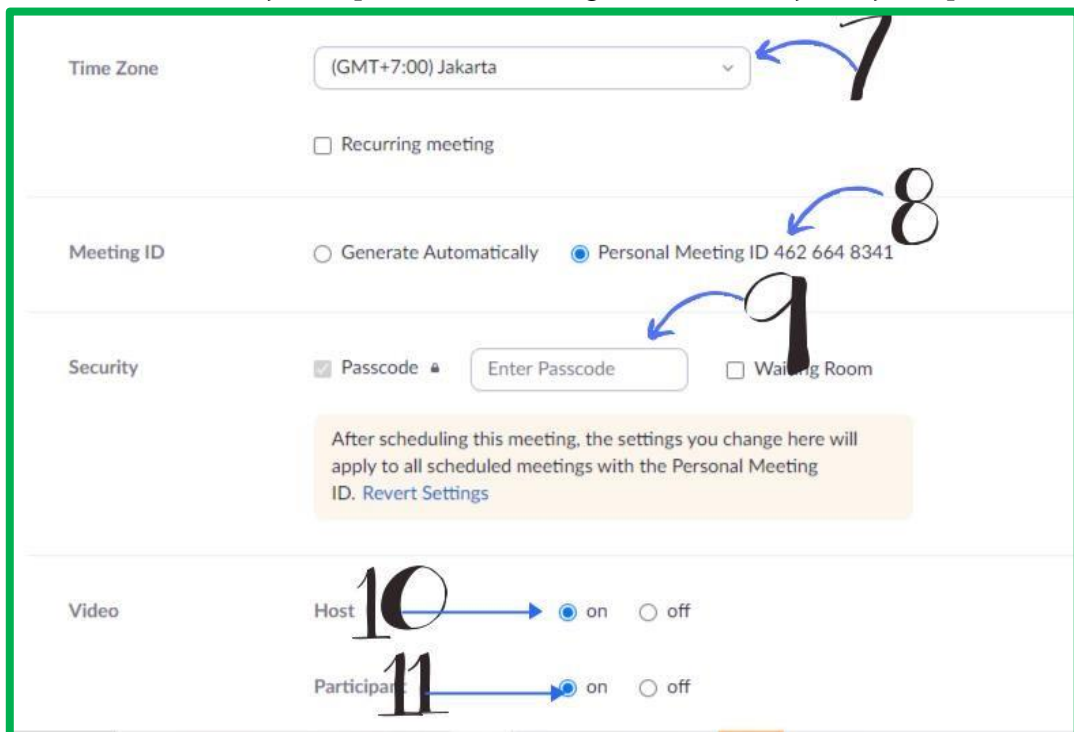 Time Zone (GMT+7:00) Jakarta 7
Recurring meeting
8
Meeting ID Generate Automatically Personal Meeting ID 462 664 8341
9
Security Passcode Enter Passcode Waiting Room
After scheduling this meeting, the settings you change here will
apply to all scheduled meetings with the Personal Meeting
ID. Revert Settings
Video Host 10 on off
Participant 11 on off